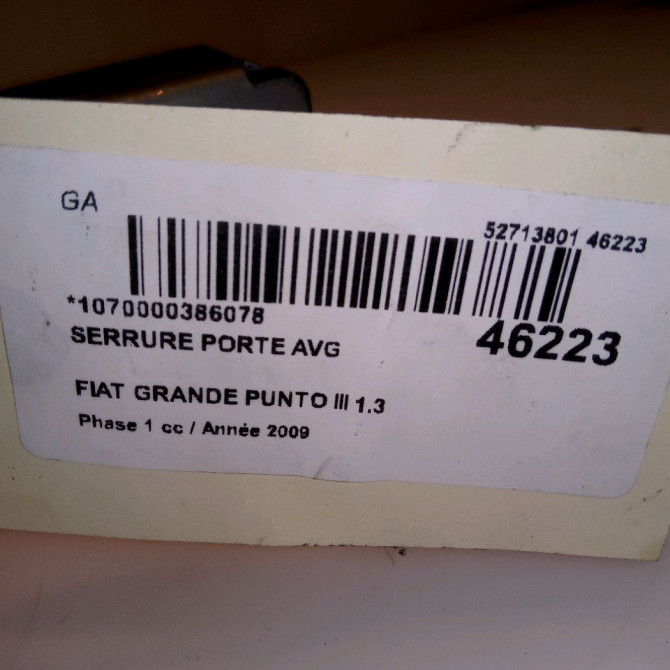 GA
52713801 46223
*1070000386078
46223
SERRURE PORTE AVG
FIAT GRANDE PUNTO III 1.3
Phase 1 cc / Année 2009